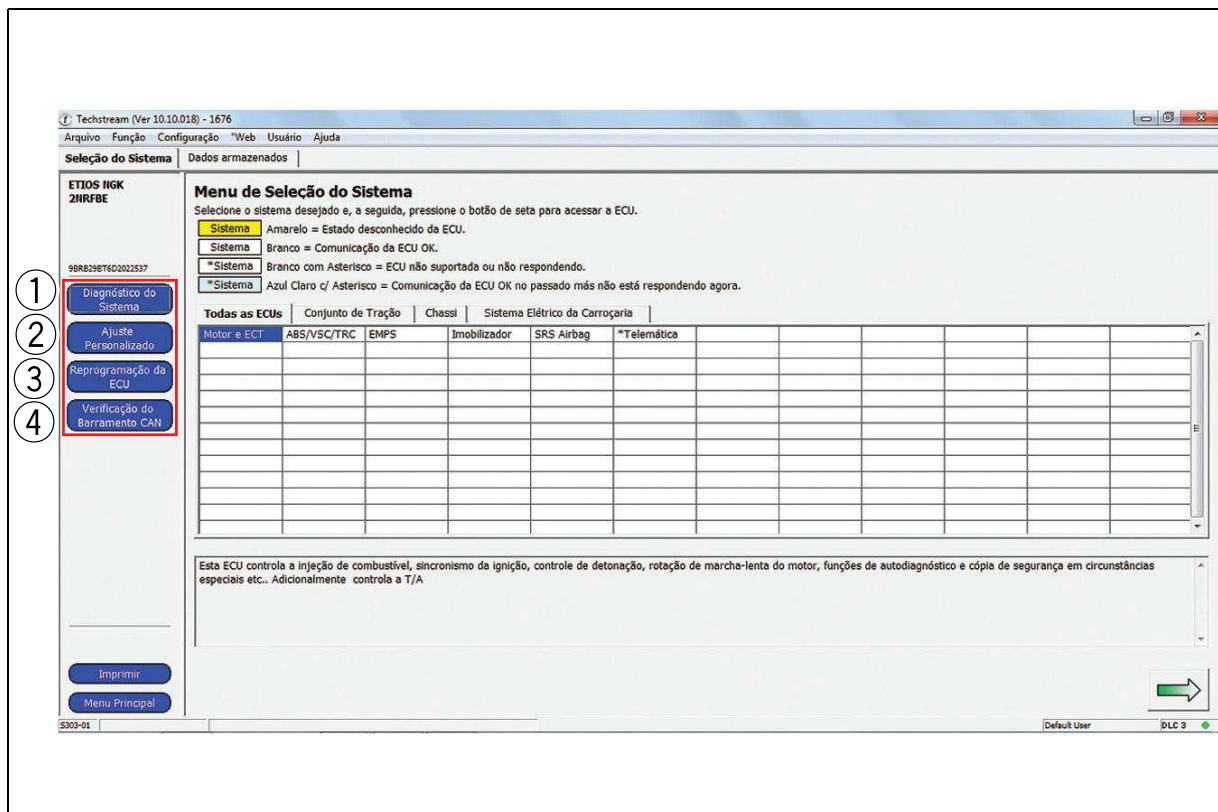 Techstream (Ver 10.10.018) - 1676
Arquivo Função Configuração "Web Usuário Ajuda
Seleção do Sistema
Dados armazenados
ETIOS NGK
2NRFBE
9BRB29BT6D2022537
1
Diagnóstico do
Sistema
2
Ajuste
Personalizado
3
Reprogramação da
ECU
4
Verificação do
Barramento CAN
Imprimir
Menu Principal
Menu de Seleção do Sistema
Selecione o sistema desejado e, a seguida, pressione o botão de seta para acessar a ECU.
Sistema Amarelo = Estado desconhecido da ECU.
Sistema Branco = Comunicação da ECU OK.
*Sistema Branco com Asterisco = ECU não suportada ou não respondendo.
*Sistema Azul Claro c/ Asterisco = Comunicação da ECU OK no passado más não está respondendo agora.
Todas as ECUs Conjunto de Tração Chassi Sistema Elétrico da Carroçaria
Motor e ECT ABS/VSC/TRC EMPS Imobilizador SRS Airbag *Telemática
Esta ECU controla a injeção de combustível, sincronismo da ignição, controle de detonação, rotação de marcha-lenta do motor, funções de autodiagnóstico e cópia de segurança em circunstâncias
especiais etc.. Adicionalmente controla a T/A
S303-01
Default User
DLC 3